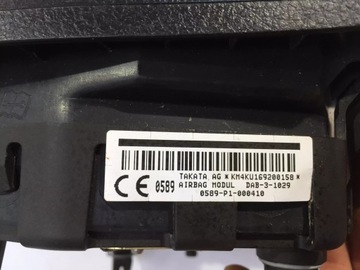 TAKATA AG *KM4KU169200158*
CE 0589 AIRBAG MODUL DAB-3-1029
0589-P1-000410